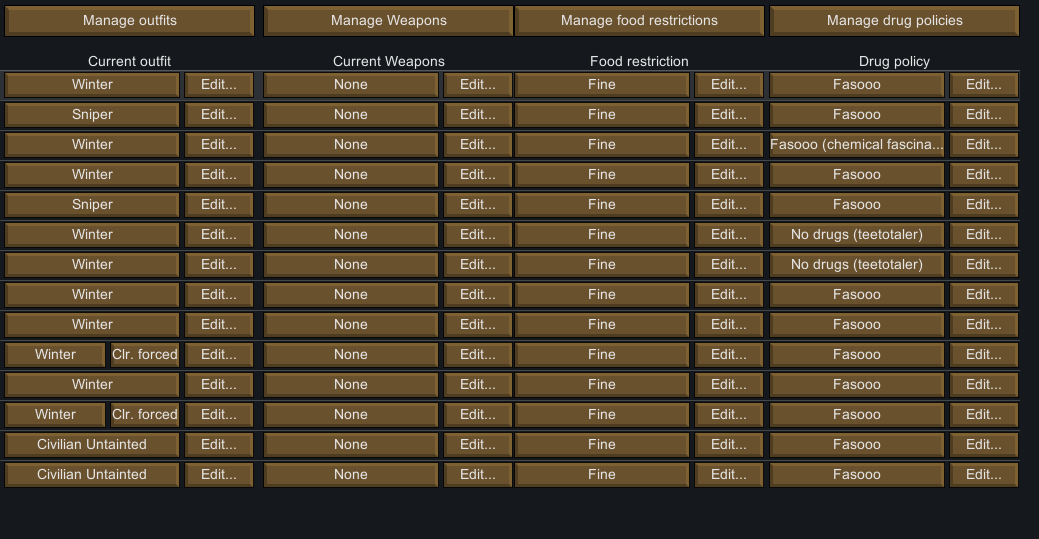 Manage outfits Manage Weapons Manage food restrictions Manage drug policies
Current outfit Current Weapons Food restriction Drug policy
Winter Edit... None Edit... Fine Edit... Fasooo Edit...
Sniper Edit... None Edit... Fine Edit... Fasooo Edit...
Winter Edit... None Edit... Fine Edit... Fasooo (chemical fascina... Edit...
Winter Edit... None Edit... Fine Edit... Fasooo Edit...
Sniper Edit... None Edit... Fine Edit... Fasooo Edit...
Winter Edit... None Edit... Fine Edit... No drugs (teetotaler) Edit...
Winter Edit... None Edit... Fine Edit... No drugs (teetotaler) Edit...
Winter Edit... None Edit... Fine Edit... Fasooo Edit...
Winter Edit... None Edit... Fine Edit... Fasooo Edit...
Winter Clr. forced Edit... None Edit... Fine Edit... Fasooo Edit...
Winter Edit... None Edit... Fine Edit... Fasooo Edit...
Winter Clr. forced Edit... None Edit... Fine Edit... Fasooo Edit...
Civilian Untainted Edit... None Edit... Fine Edit... Fasooo Edit...
Civilian Untainted Edit... None Edit... Fine Edit... Fasooo Edit...